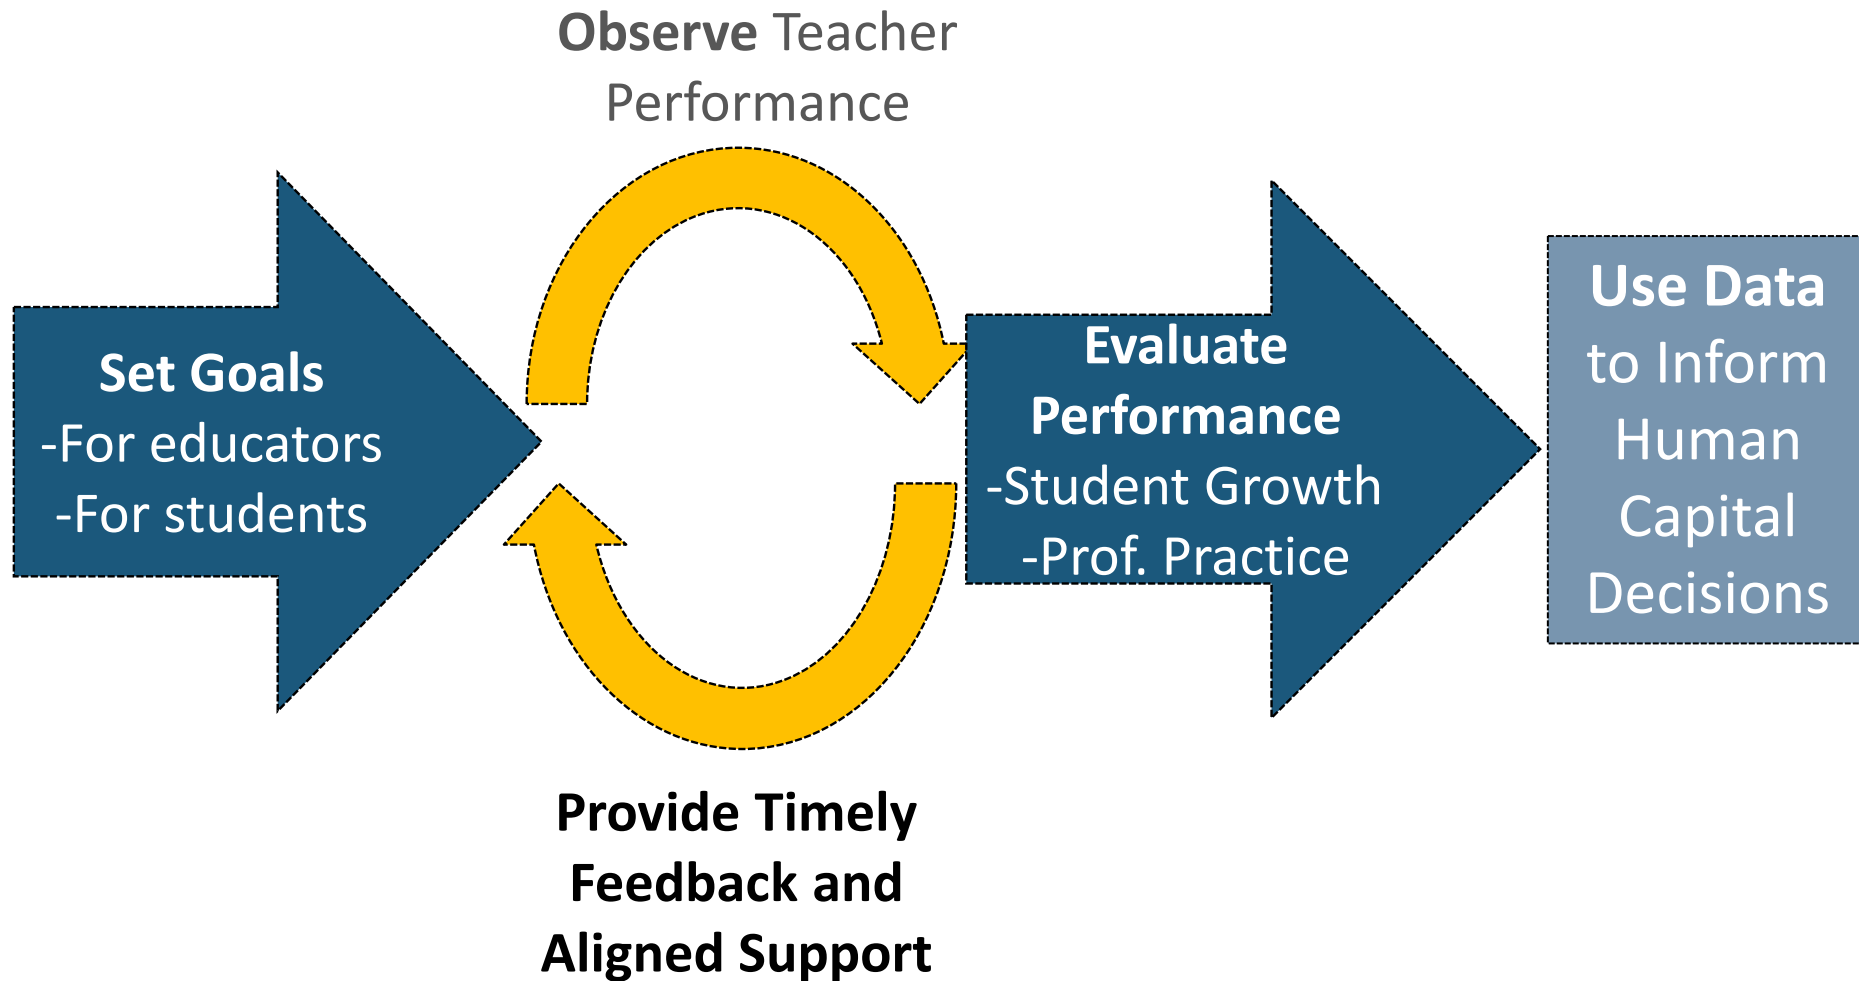 Observe Teacher
Performance
Set Goals
-For educators
-For students
Evaluate
Performance
-Student Growth
-Prof. Practice
Use Data
to Inform
Human
Capital
Decisions
Provide Timely
Feedback and
Aligned Support